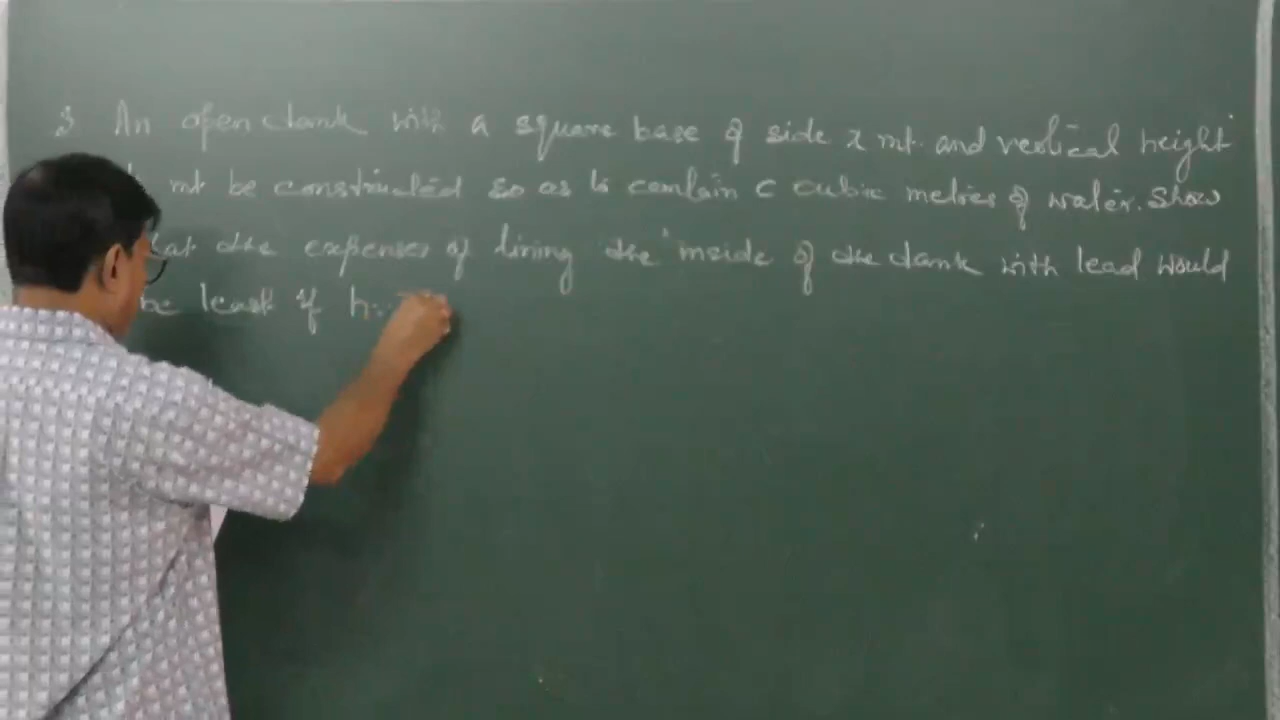 An open tank with a square base of side x mt. and vertical height
mt be constructed so as to contain c cubic metres of water. Show
the expenses of lining the inside of the tank with lead would
be least if h